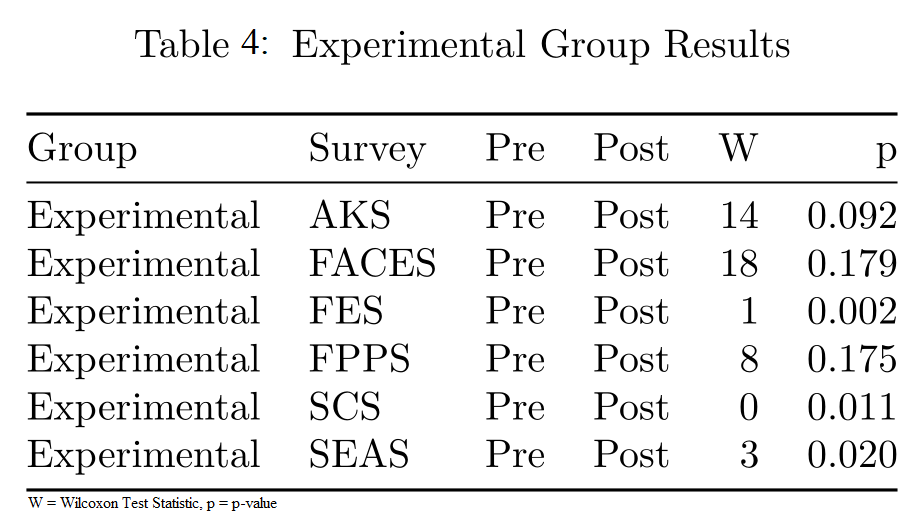 Table 4: Experimental Group Results
Group Survey Pre Post W p
Experimental AKS Pre Post 14 0.092
Experimental FACES Pre Post 18 0.179
Experimental FES Pre Post 1 0.002
Experimental FPPS Pre Post 8 0.175
Experimental SCS Pre Post 0 0.011
Experimental SEAS Pre Post 3 0.020
W = Wilcoxon Test Statistic, p = p-value